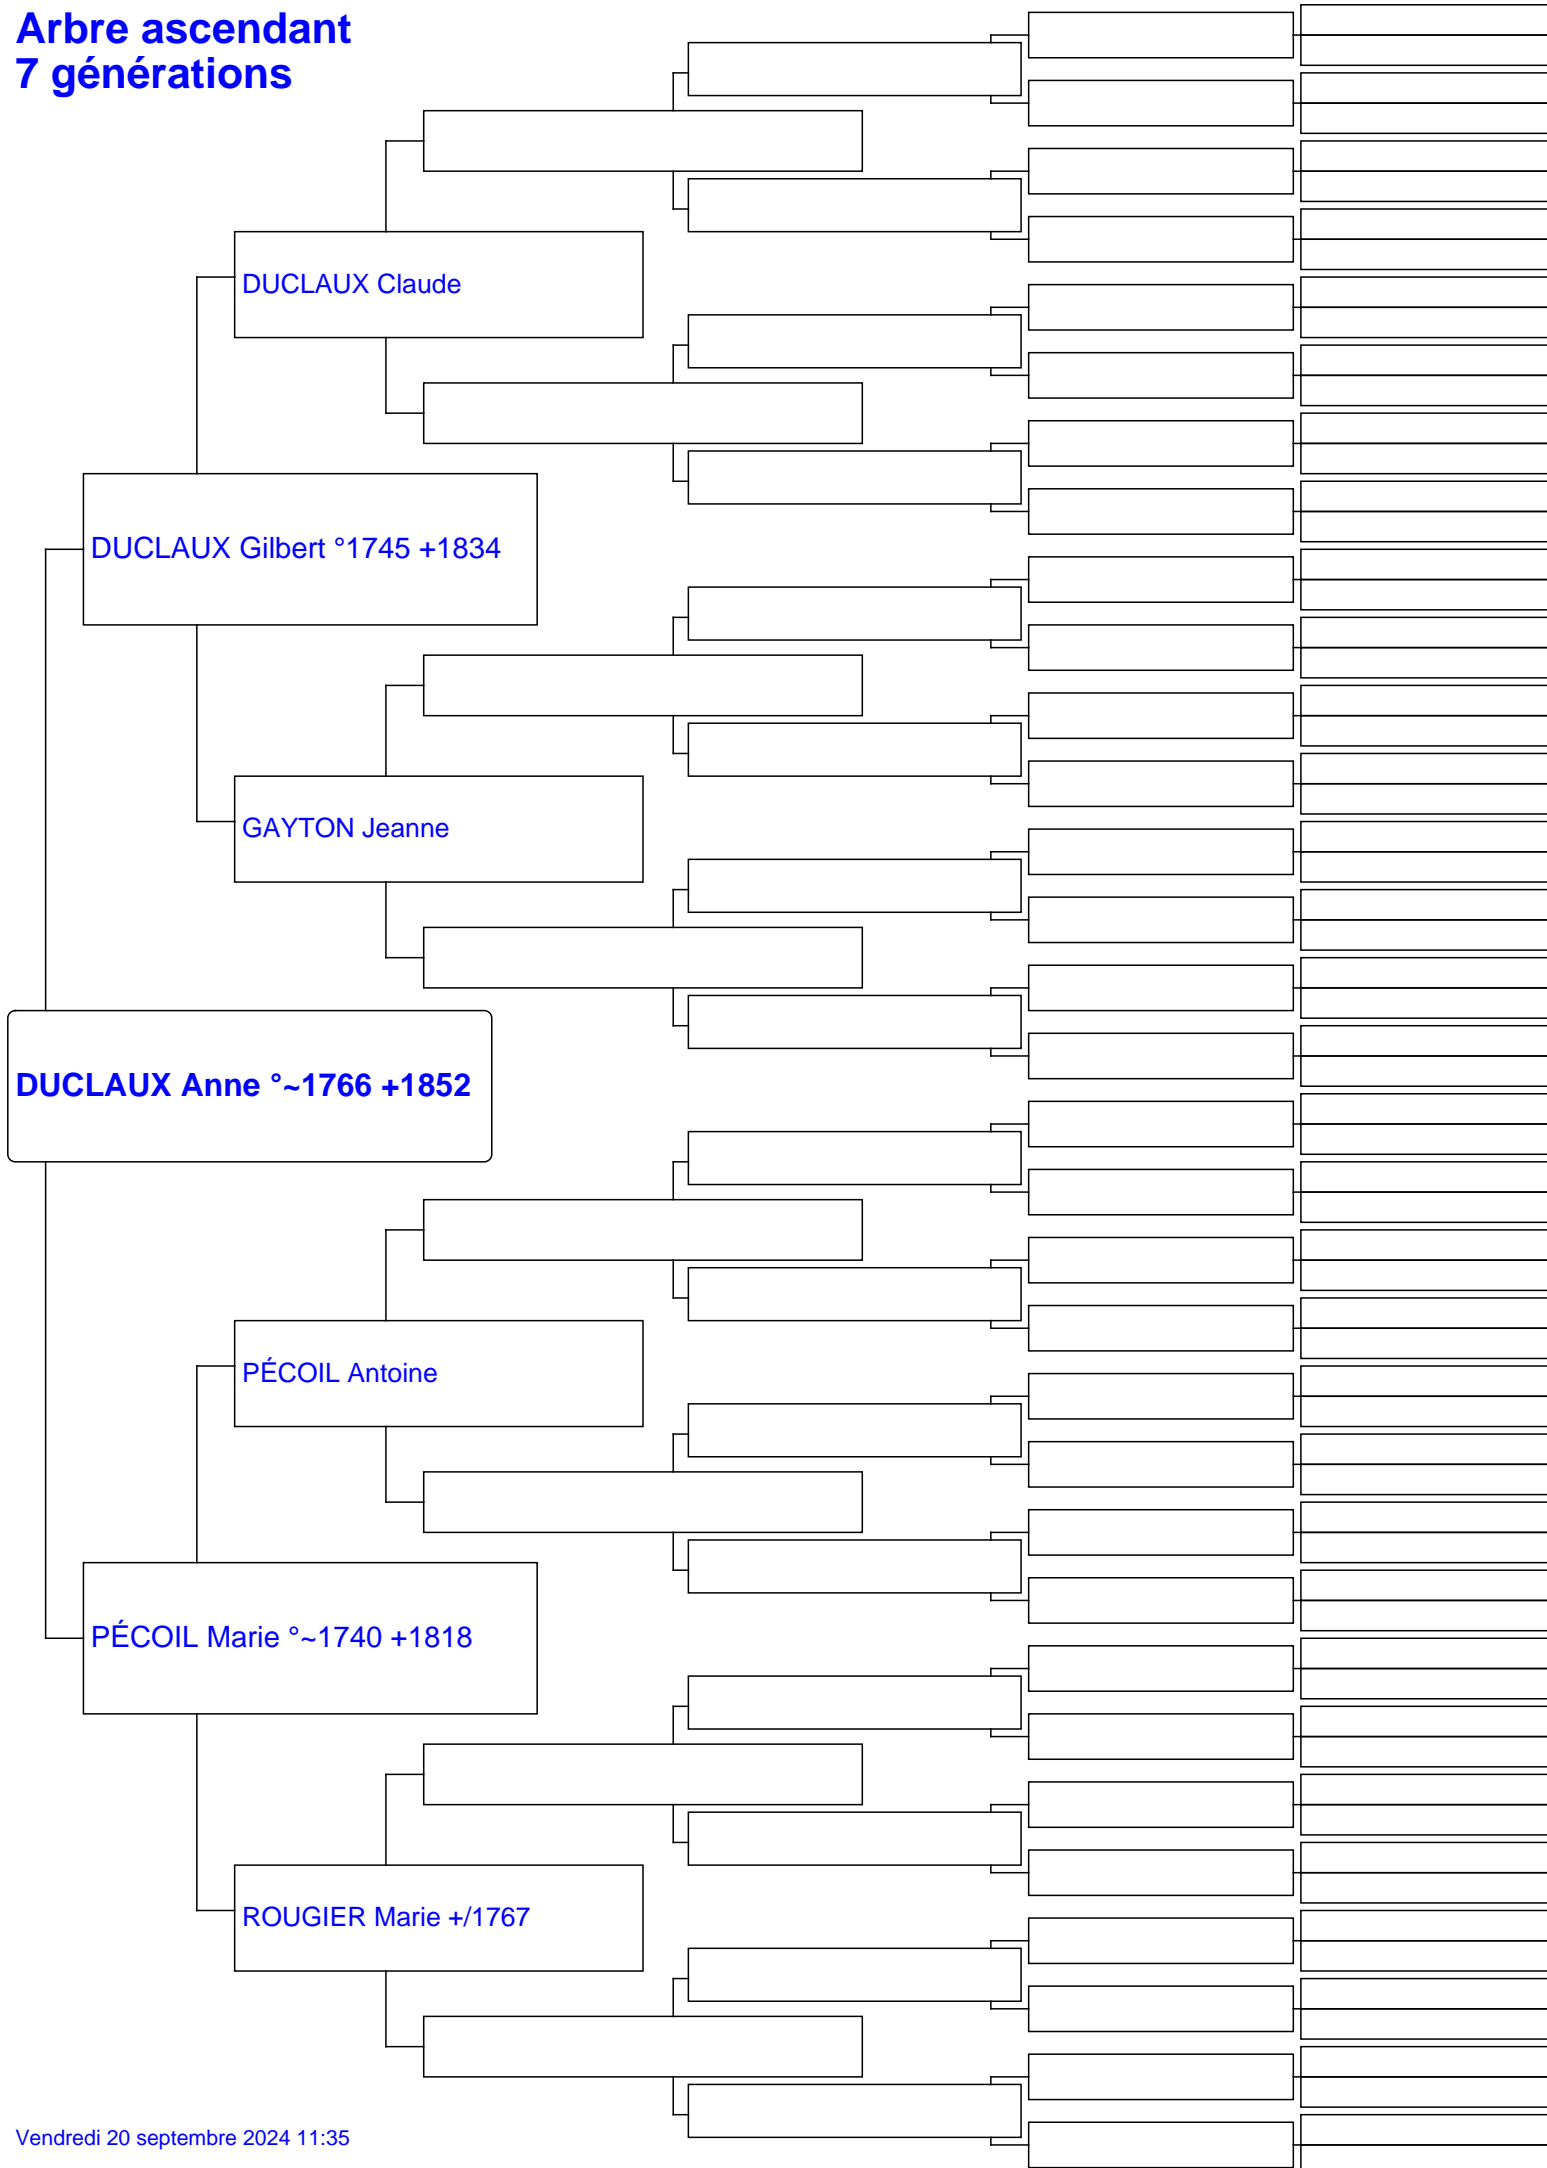 Arbre ascendant
7 générations
DUCLAUX Claude
DUCLAUX Gilbert °1745 +1834
GAYTON Jeanne
DUCLAUX Anne °~1766 +1852
PÉCOIL Antoine
PÉCOIL Marie °~1740 +1818
ROUGIER Marie +/1767
Vendredi 20 septembre 2024 11:35